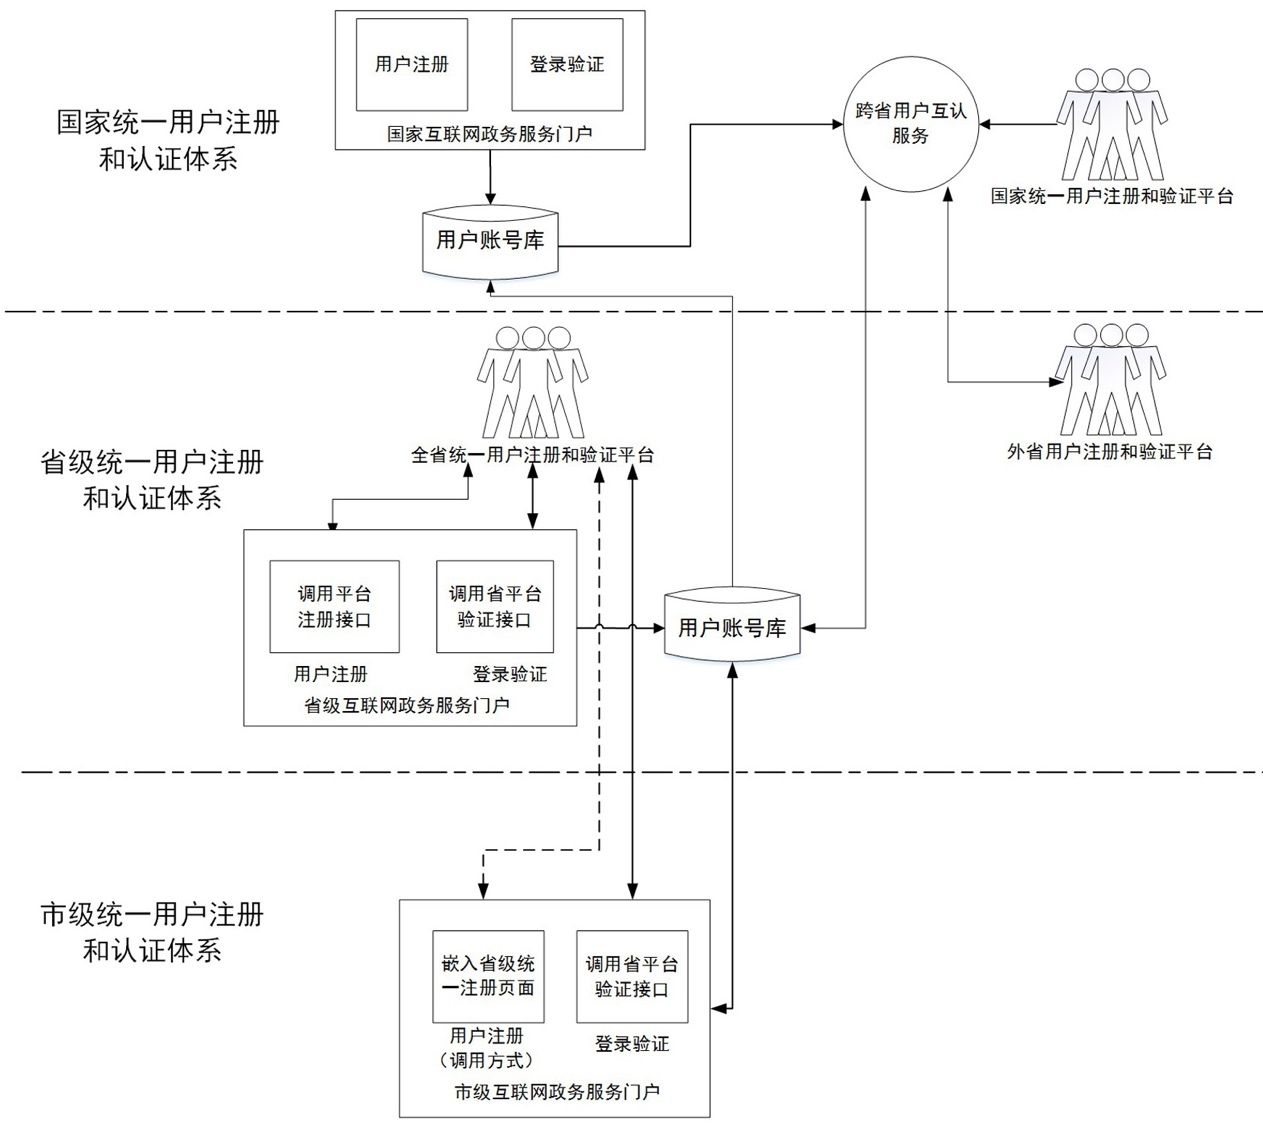 用户注册
登录验证
国家互联网政务服务门户
国家统一用户注册
和认证体系
跨省用户互认
服务
国家统一用户注册和验证平台
用户账号库
全省统一用户注册和验证平台
外省用户注册和验证平台
省级统一用户注册
和认证体系
调用平台
注册接口
用户注册
调用省平台
验证接口
登录验证
省级互联网政务服务门户
用户账号库
市级统一用户注册
和认证体系
嵌入省级统
一注册页面
用户注册
（调用方式）
调用省平台
验证接口
登录验证
市级互联网政务服务门户